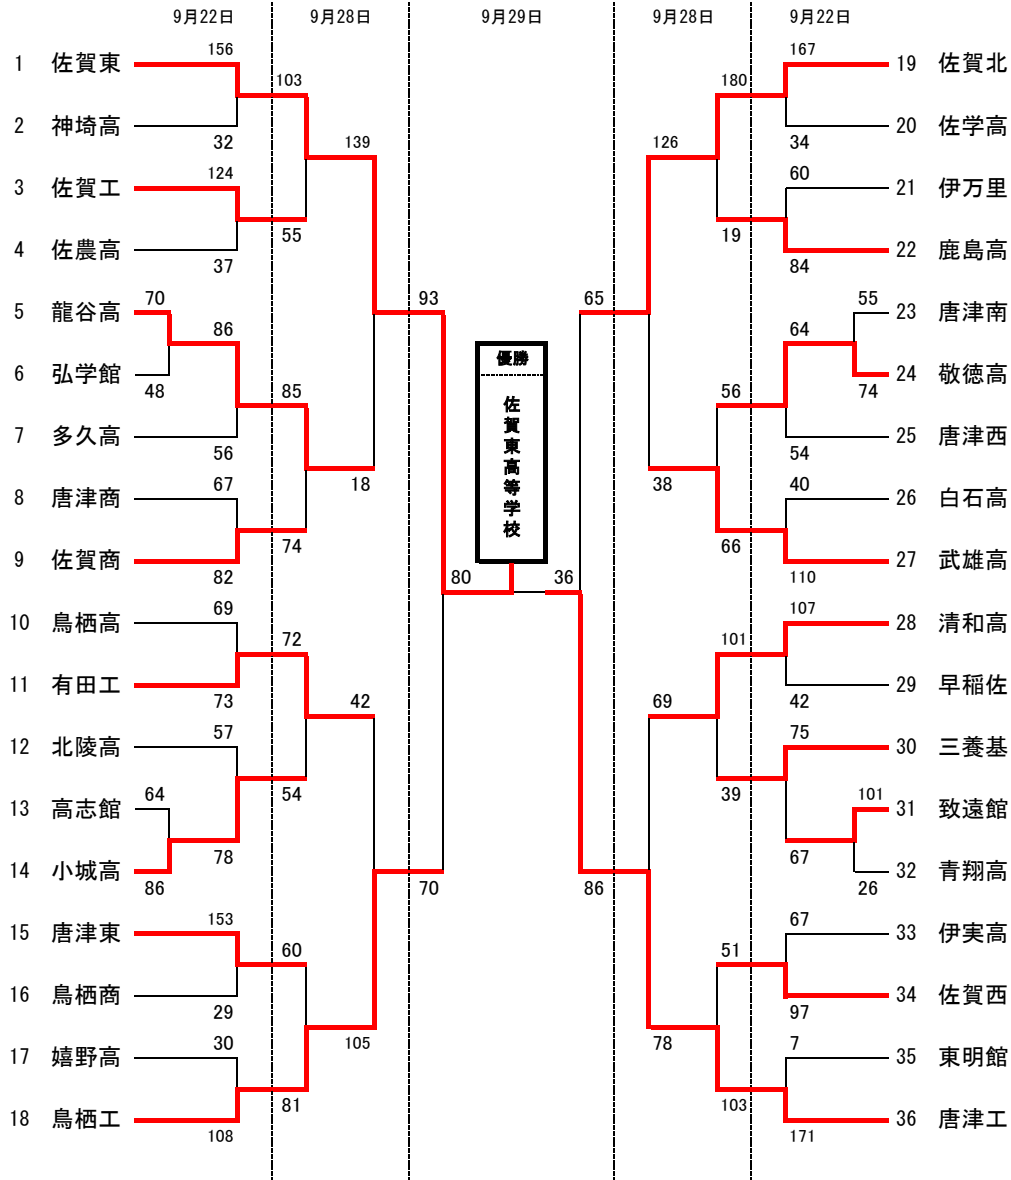 9月22日 9月28日 9月29日 9月28日 9月22日
156 167
1 佐賀東 19 佐賀北
103 180
2 神埼高 20 佐学高
32 139 126 34
124 60
3 佐賀工 21 伊万里
55 19
4 佐農高 22 鹿島高
37 84
70 93 65 55
5 龍谷高 23 唐津南
86 64
優勝
6 弘学館 24 敬徳高
48 85 56 74
佐賀東高等学校
7 多久高 25 唐津西
56 54
67 18 38 40
8 唐津商 26 白石高
74 66
9 佐賀商 27 武雄高
82 80 36 110
69 107
10 鳥栖高 28 清和高
72 101
11 有田工 29 早稲佐
73 42 69 42
57 75
12 北陵高 30 三養基
54 39
64 101
13 高志館 31 致遠館
78 67
14 小城高 32 青翔高
86 70 86 26
153 67
15 唐津東 33 伊実高
60 51
16 鳥栖商 34 佐賀西
29 97
30 105 78 7
17 嬉野高 35 東明館
81 103
18 鳥栖工 36 唐津工
108 171